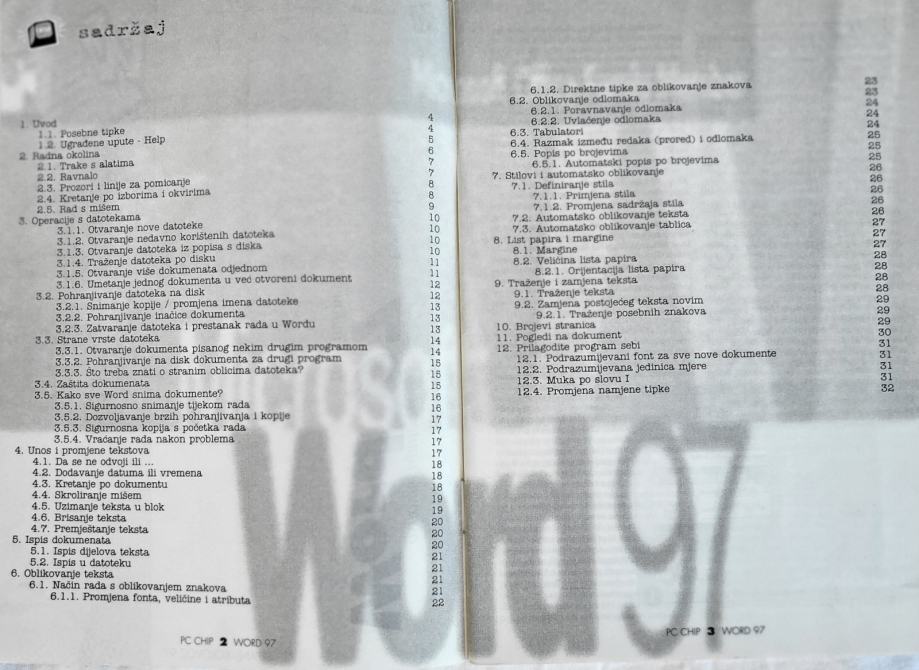 sadržaj
1. Uvod 4
1.1. Posebne tipke 4
1.2. Ugrađene upute - Help 5
2. Radna okolina 6
2.1. Trake s alatima 7
2.2. Ravnalo 7
2.3. Prozori i linije za pomicanje 8
2.4. Kretanje po izborima i okvirima 8
2.5. Rad s mišem 9
3. Operacije s datotekama 10
3.1.1. Otvaranje nove datoteke 10
3.1.2. Otvaranje nedavno korištenih datoteka 10
3.1.3. Otvaranje datoteka iz popisa s diska 10
3.1.4. Traženje datoteka po disku 11
3.1.5. Otvaranje više dokumenata odjednom 11
3.1.6. Umetanje jednog dokumenta u već otvoreni dokument 12
3.2. Pohranjivanje datoteka na disk 12
3.2.1. Snimanje kopije / promjena imena datoteke 13
3.2.2. Pohranjivanje inačice dokumenta 13
3.2.3. Zatvaranje datoteka i prestanak rada u Wordu 13
3.3. Strane vrste datoteka 14
3.3.1. Otvaranje dokumenta pisanog nekim drugim programom 14
3.3.2. Pohranjivanje na disk dokumenta za drugi program 15
3.3.3. Što treba znati o stranim oblicima datoteka? 15
3.4. Zaštita dokumenata 15
3.5. Kako sve Word snima dokumente? 16
3.5.1. Sigurnosno snimanje tijekom rada 16
3.5.2. Dozvoljavanje brzih pohranjivanja i kopije 17
3.5.3. Sigurnosna kopija s početka rada 17
3.5.4. Vraćanje rada nakon problema 17
4. Unos i promjene tekstova 17
4.1. Da se ne odvoji ili ... 18
4.2. Dodavanje datuma ili vremena 18
4.3. Kretanje po dokumentu 18
4.4. Skroliranje mišem 19
4.5. Uzimanje teksta u blok 19
4.6. Brisanje teksta 20
4.7. Premještanje teksta 20
5. Ispis dokumenata 20
5.1. Ispis dijelova teksta 21
5.2. Ispis u datoteku 21
6. Oblikovanje teksta 21
6.1. Način rada s oblikovanjem znakova 21
6.1.1. Promjena fonta, veličine i atributa 22
PC CHIP 2 WORD 97
6.1.2. Direktne tipke za oblikovanje znakova 23
6.2. Oblikovanje odlomaka 23
6.2.1. Poravnavanje odlomaka 24
6.2.2. Uvlačenje odlomaka 24
6.3. Tabulatori 24
6.4. Razmak između redaka (prored) i odlomaka 25
6.5. Popis po brojevima 25
6.5.1. Automatski popis po brojevima 25
7. Stilovi i automatsko oblikovanje 26
7.1. Definiranje stila 26
7.1.1. Primjena stila 26
7.1.2. Promjena sadržaja stila 26
7.2. Automatsko oblikovanje teksta 26
7.3. Automatsko oblikovanje tablica 27
8. List papira i margine 27
8.1. Margine 27
8.2. Veličina lista papira 28
8.2.1. Orijentacija lista papira 28
9. Traženje i zamjena teksta 28
9.1. Traženje teksta 28
9.2. Zamjena postojećeg teksta novim 29
9.2.1. Traženje posebnih znakova 29
10. Brojevi stranica 29
11. Pogledi na dokument 30
12. Prilagodite program sebi 31
12.1. Podrazumijevani font za sve nove dokumente 31
12.2. Podrazumijevana jedinica mjere 31
12.3. Muka po slovu I 31
12.4. Promjena namjene tipke 32
Word 97
PC CHIP 3 WORD 97